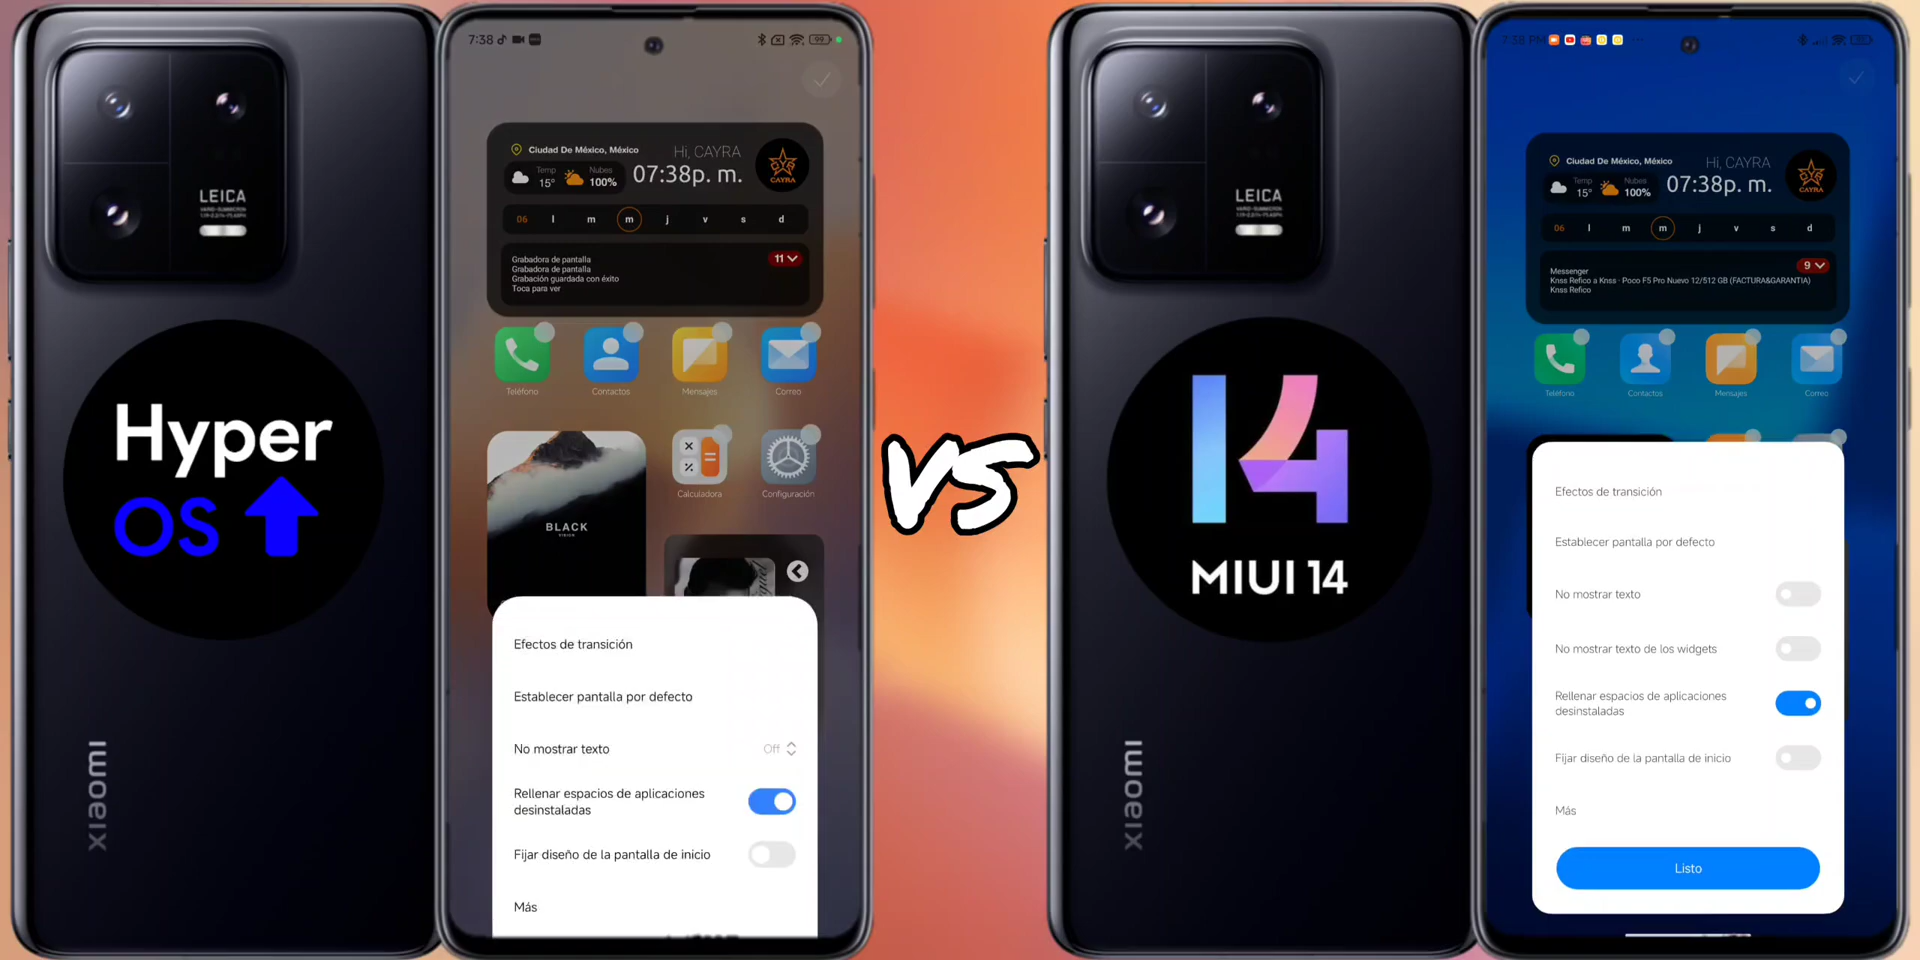 LEICA
Hyper
OS
xiaomi
7:38
99
Ciudad De México, México
Hi, CAYRA
Temp
15°
Nubes
100%
07:38p. m.
CAYRA
06 l m m j v s d
Grabadora de pantalla
Grabadora de pantalla
Grabación guardada con éxito
Toca para ver
11
Teléfono
Contactos
Mensajes
Correo
BLACK
Calculadora
Configuración
Efectos de transición
Establecer pantalla por defecto
No mostrar texto
Off
Rellenar espacios de aplicaciones
desinstaladas
Fijar diseño de la pantalla de inicio
Más
VS
LEICA
14
MIUI 14
xiaomi
7:38 PM
Ciudad De México, México
Hi, CAYRA
Temp
15°
Nubes
100%
07:38p. m.
CAYRA
06 l m m j v s d
9
Messenger
Knss Refico a Knss - Poco F5 Pro Nuevo 12/512 GB (FACTURA&GARANTIA)
Knss Refico
Teléfono
Contactos
Mensajes
Correo
Efectos de transición
Establecer pantalla por defecto
No mostrar texto
No mostrar texto de los widgets
Rellenar espacios de aplicaciones
desinstaladas
Fijar diseño de la pantalla de inicio
Más
Listo